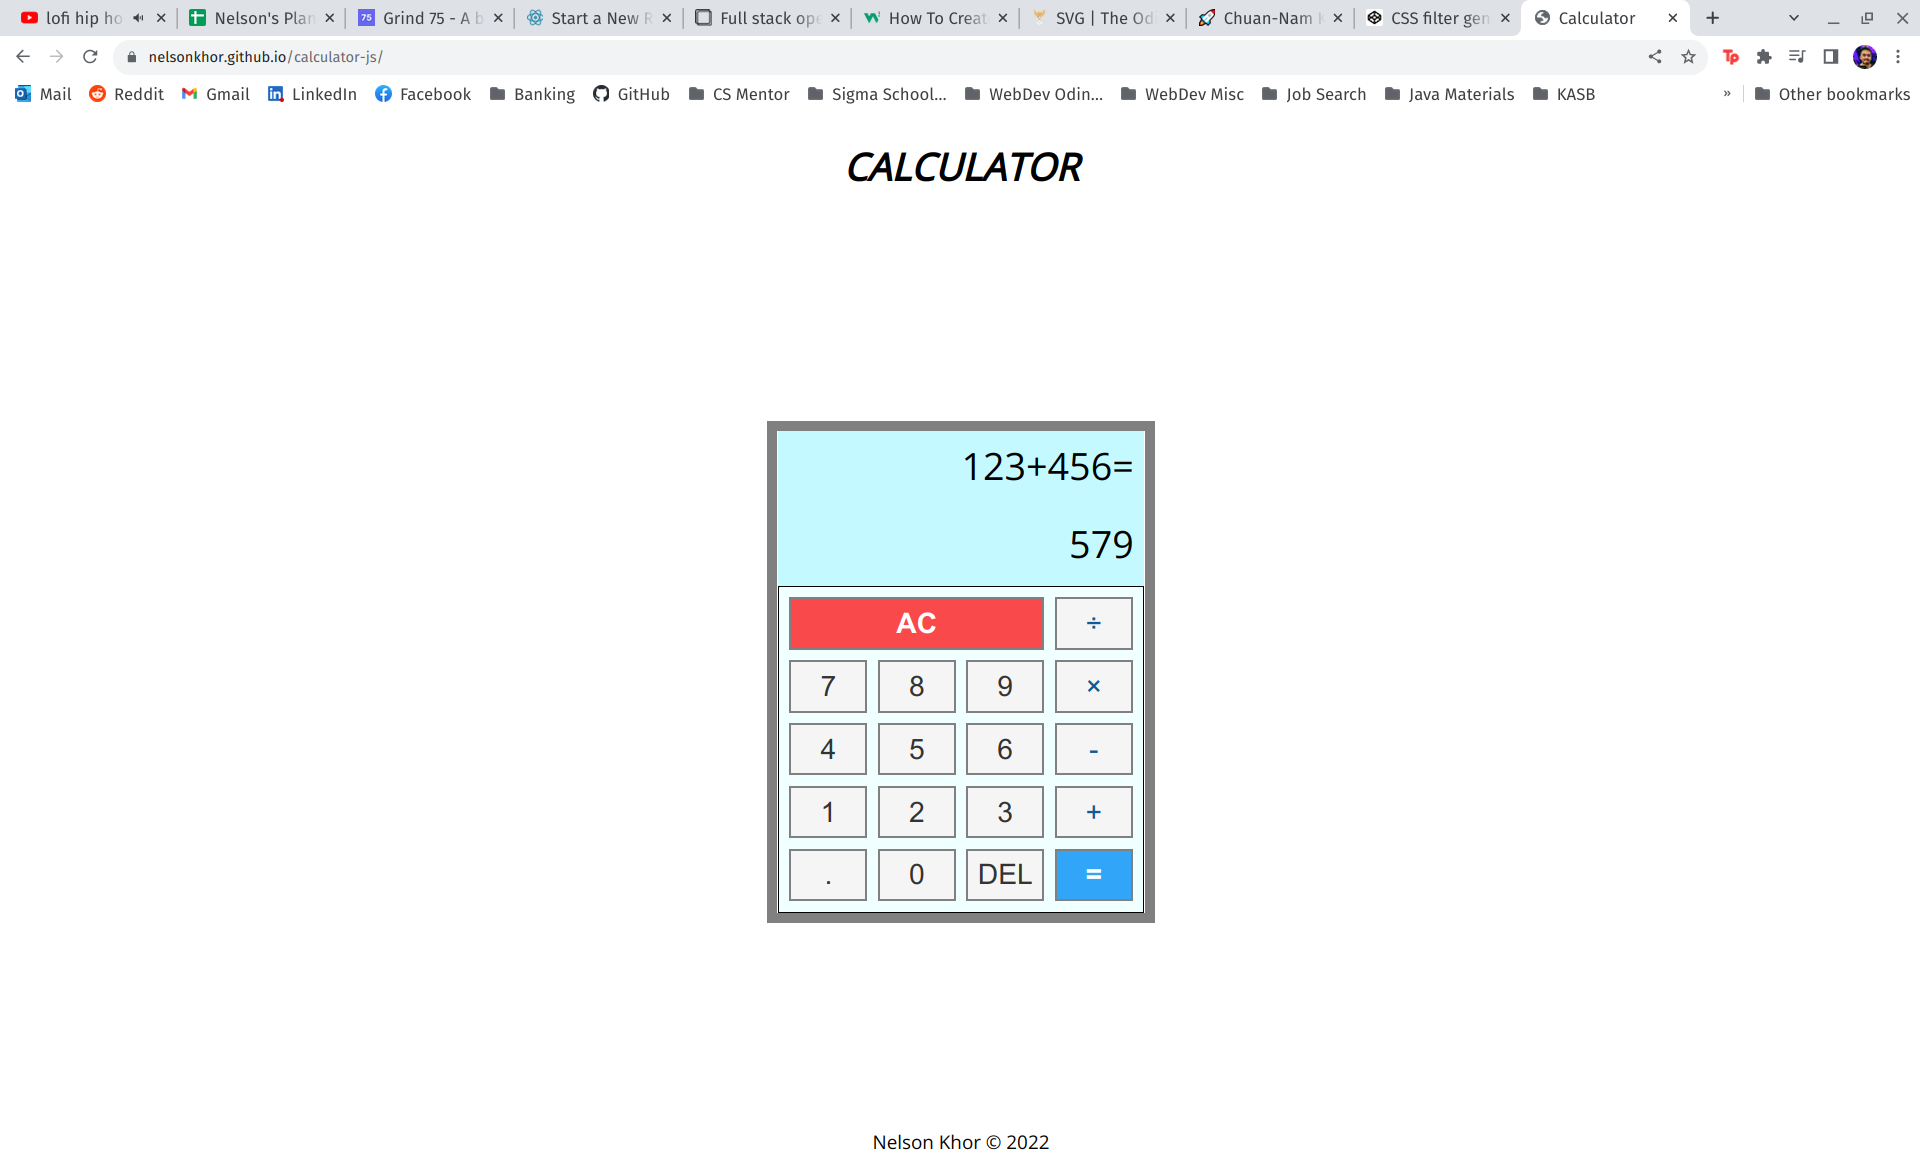 lofi hip ho
Nelson's Plan
Grind 75 - A b
Start a New R
Full stack ope
How To Creat
SVG | The Od
Chuan-Nam K
CSS filter gen
Calculator
nelsonkhor.github.io/calculator-js/
Tp
Mail Reddit Gmail LinkedIn Facebook Banking GitHub CS Mentor Sigma School... WebDev Odin... WebDev Misc Job Search Java Materials KASB » Other bookmarks
CALCULATOR
123+456=
579
AC ÷
7 8 9 ×
4 5 6 -
1 2 3 +
. 0 DEL =
Nelson Khor © 2022